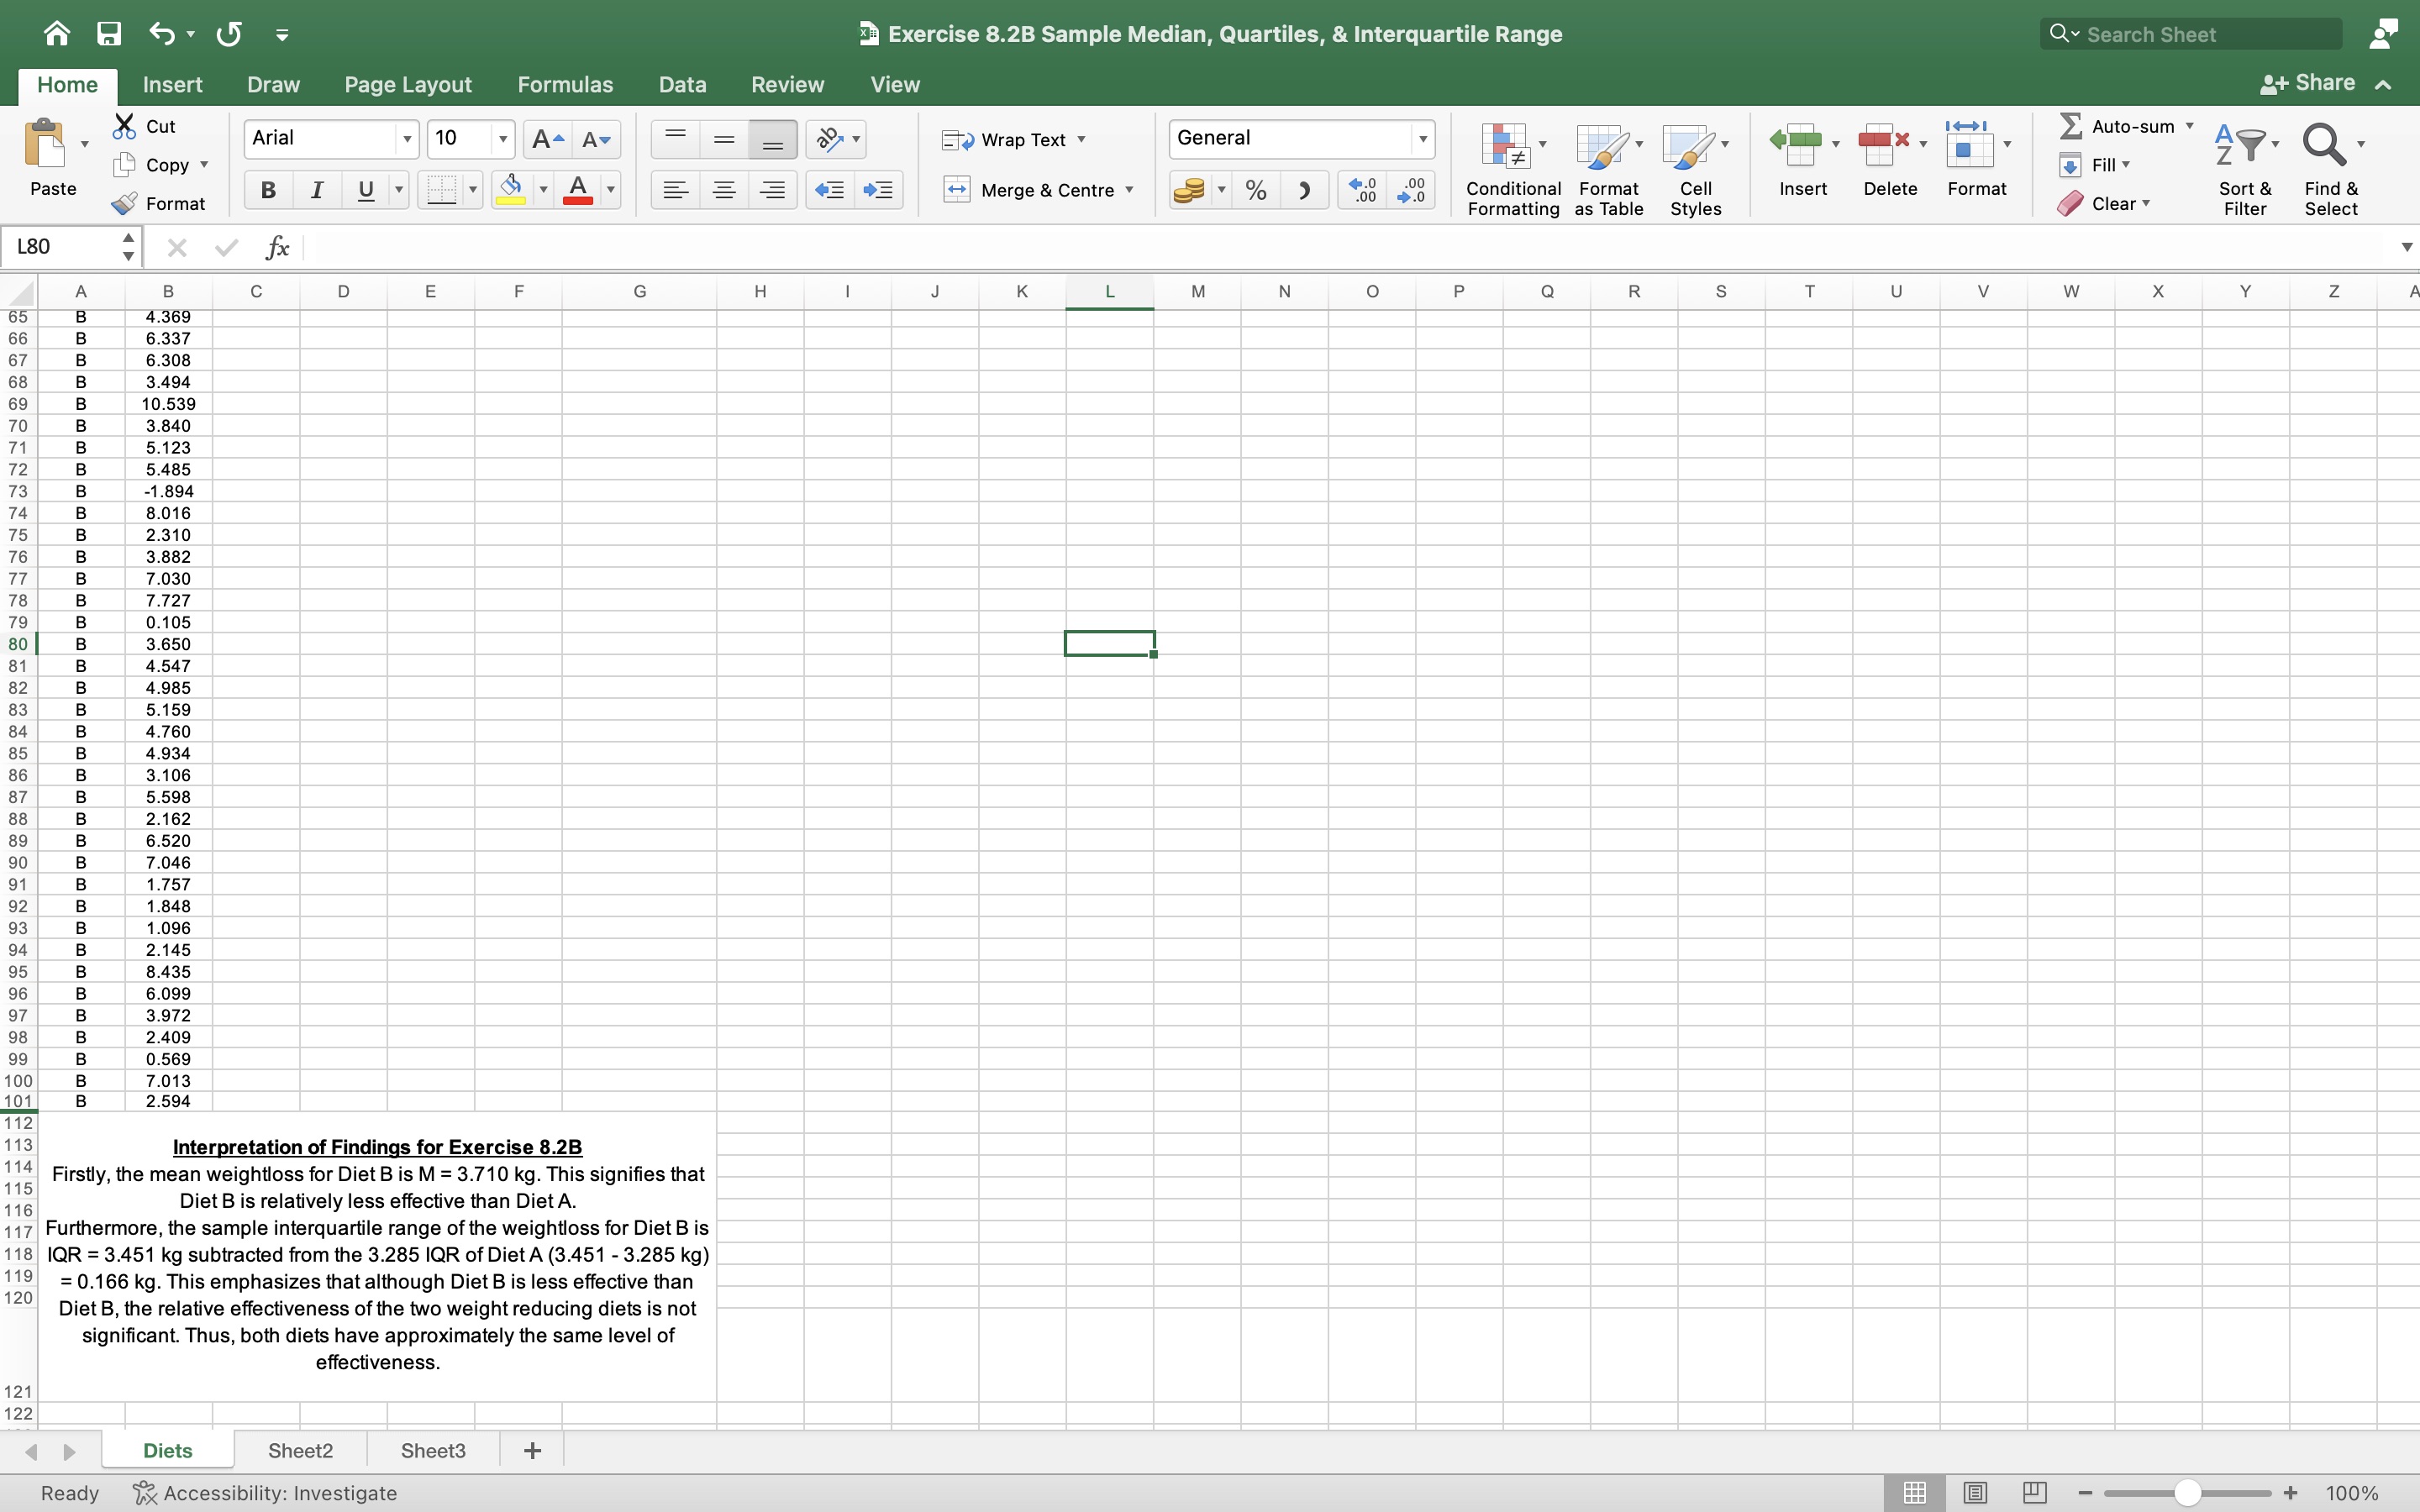 Exercise 8.2B Sample Median, Quartiles, & Interquartile Range
Search Sheet
Home Insert Draw Page Layout Formulas Data Review View
Share
Paste
Cut
Copy
Format
Arial 10
B I U A
Wrap Text
Merge & Centre
General
%
Conditional Formatting
Format as Table
Cell Styles
Insert
Delete
Format
Auto-sum
Fill
Clear
Sort & Filter
Find & Select
L80 fx
A B C D E F G H I J K L M N O P Q R S T U V W X Y Z A
65 B 4.369
66 B 6.337
67 B 6.308
68 B 3.494
69 B 10.539
70 B 3.840
71 B 5.123
72 B 5.485
73 B -1.894
74 B 8.016
75 B 2.310
76 B 3.882
77 B 7.030
78 B 7.727
79 B 0.105
80 B 3.650
81 B 4.547
82 B 4.985
83 B 5.159
84 B 4.760
85 B 4.934
86 B 3.106
87 B 5.598
88 B 2.162
89 B 6.520
90 B 7.046
91 B 1.757
92 B 1.848
93 B 1.096
94 B 2.145
95 B 8.435
96 B 6.099
97 B 3.972
98 B 2.409
99 B 0.569
100 B 7.013
101 B 2.594
112
113
114
115
116
117
118
119
120
121
122
Interpretation of Findings for Exercise 8.2B
Firstly, the mean weightloss for Diet B is M = 3.710 kg. This signifies that
Diet B is relatively less effective than Diet A.
Furthermore, the sample interquartile range of the weightloss for Diet B is
IQR = 3.451 kg subtracted from the 3.285 IQR of Diet A (3.451 - 3.285 kg)
= 0.166 kg. This emphasizes that although Diet B is less effective than
Diet B, the relative effectiveness of the two weight reducing diets is not
significant. Thus, both diets have approximately the same level of
effectiveness.
Diets Sheet2 Sheet3 +
Ready Accessibility: Investigate
100%